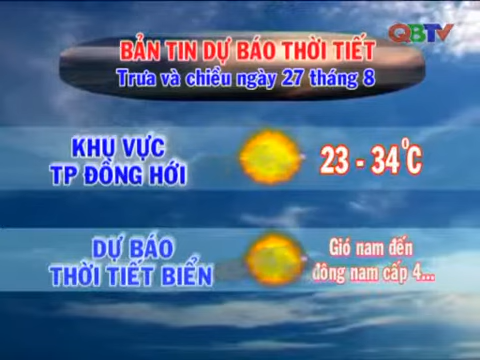 QBTV
BẢN TIN DỰ BÁO THỜI TIẾT
Trưa và chiều ngày 27 tháng 8
KHU VỰC
TP ĐỒNG HỚI
23 - 34°C
DỰ BÁO
THỜI TIẾT BIỂN
Gió nam đến
đông nam cấp 4...